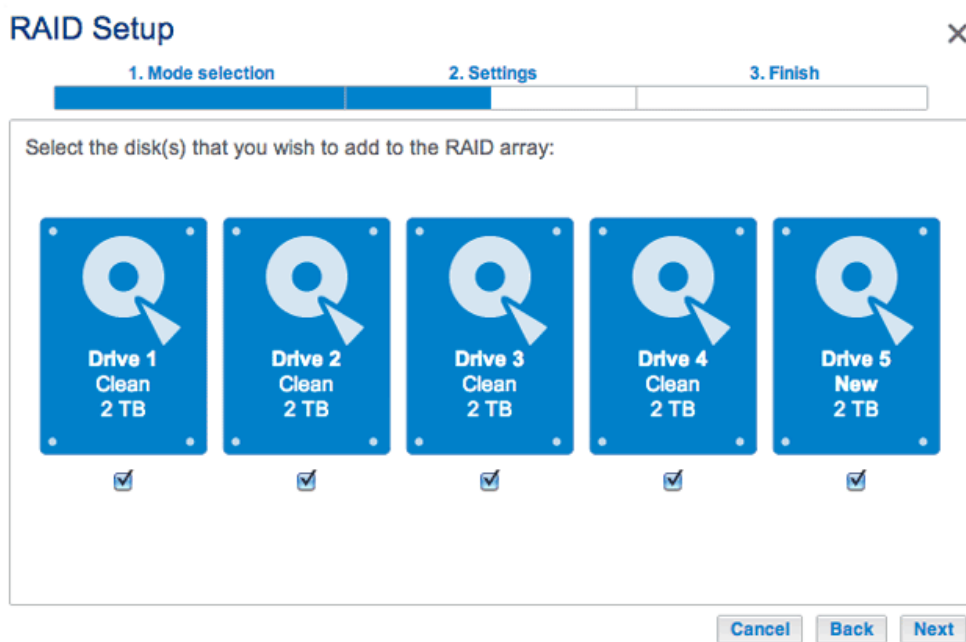 RAID Setup
1. Mode selection 2. Settings 3. Finish
Select the disk(s) that you wish to add to the RAID array:
Drive 1 Drive 2 Drive 3 Drive 4 Drive 5
Clean Clean Clean Clean New
2 TB 2 TB 2 TB 2 TB 2 TB
Cancel Back Next